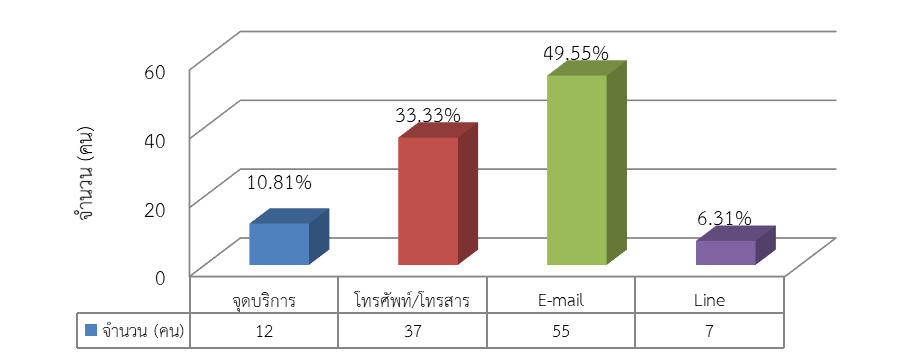 49.55%
60
33.33%
40
จำนวน (คน)
10.81%
20
6.31%
0
จุดบริการ โทรศัพท์/โทรสาร E-mail Line
จำนวน (คน) 12 37 55 7